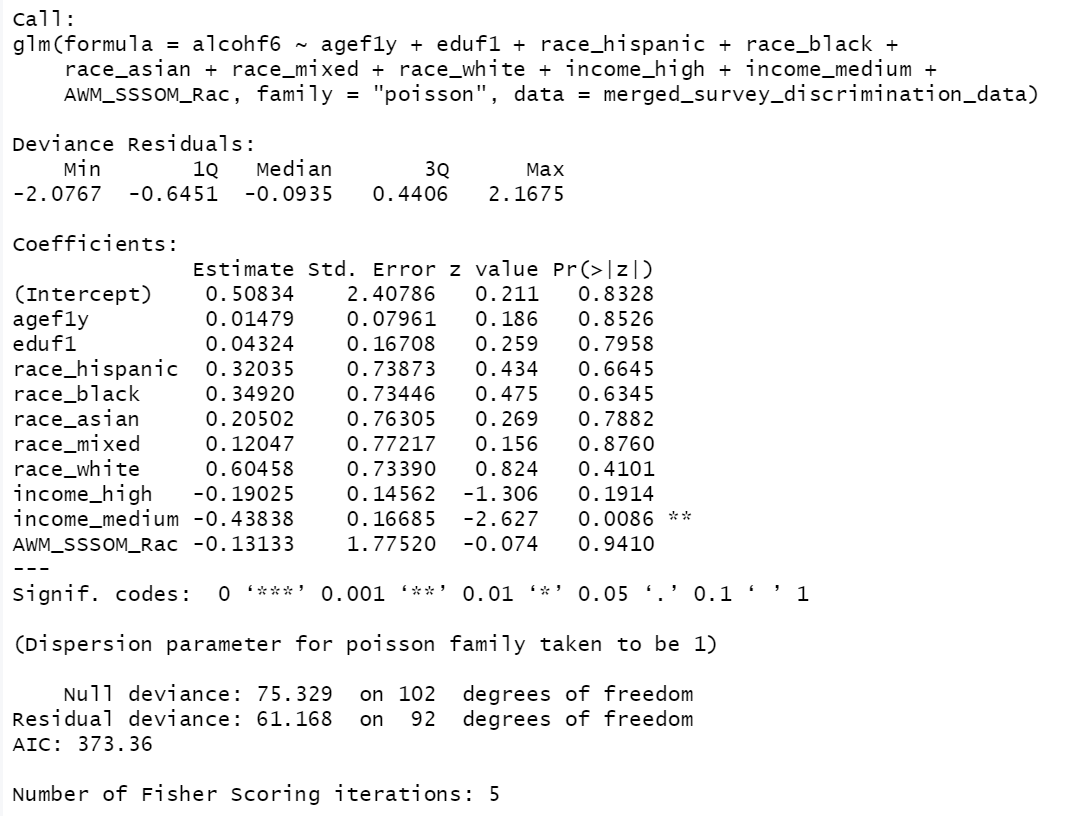 Call:
glm(formula = alcohf6 ~ agef1y + eduf1 + race_hispanic + race_black +
    race_asian + race_mixed + race_white + income_high + income_medium +
    AWM_SSSOM_Rac, family = "poisson", data = merged_survey_discrimination_data)
Deviance Residuals:
    Min       1Q   Median       3Q      Max
-2.0767  -0.6451  -0.0935   0.4406   2.1675
Coefficients:
              Estimate Std. Error z value Pr(>|z|)
(Intercept)    0.50834    2.40786   0.211   0.8328
agef1y         0.01479    0.07961   0.186   0.8526
eduf1          0.04324    0.16708   0.259   0.7958
race_hispanic  0.32035    0.73873   0.434   0.6645
race_black     0.34920    0.73446   0.475   0.6345
race_asian     0.20502    0.76305   0.269   0.7882
race_mixed     0.12047    0.77217   0.156   0.8760
race_white     0.60458    0.73390   0.824   0.4101
income_high   -0.19025    0.14562  -1.306   0.1914
income_medium -0.43838    0.16685  -2.627   0.0086 **
AWM_SSSOM_Rac -0.13133    1.77520  -0.074   0.9410
---
Signif. codes:  0 ‘***’ 0.001 ‘**’ 0.01 ‘*’ 0.05 ‘.’ 0.1 ‘ ’ 1
(Dispersion parameter for poisson family taken to be 1)
    Null deviance: 75.329  on 102  degrees of freedom
Residual deviance: 61.168  on  92  degrees of freedom
AIC: 373.36
Number of Fisher Scoring iterations: 5